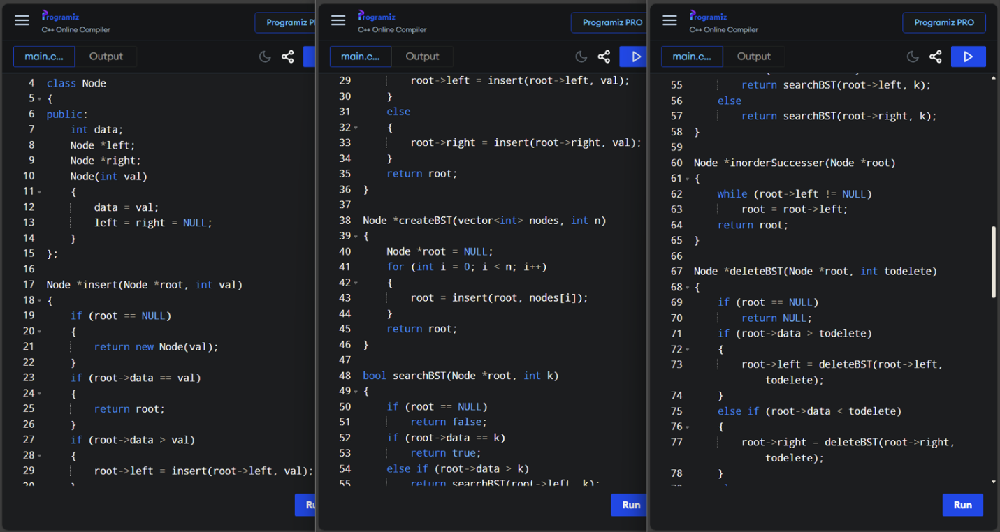 Programiz
C++ Online Compiler
Programiz P
main.c...
Output
4 class Node
5 {
6 public:
7 int data;
8 Node *left;
9 Node *right;
10 Node(int val)
11 {
12 data = val;
13 left = right = NULL;
14 }
15 };
16
17 Node *insert(Node *root, int val)
18 {
19 if (root == NULL)
20 {
21 return new Node(val);
22 }
23 if (root->data == val)
24 {
25 return root;
26 }
27 if (root->data > val)
28 {
29 root->left = insert(root->left, val);
Ru
Programiz
C++ Online Compiler
Programiz PRO
main.c...
Output
29 root->left = insert(root->left, val);
30 }
31 else
32 {
33 root->right = insert(root->right, val);
34 }
35 return root;
36 }
37
38 Node *createBST(vector<int> nodes, int n)
39 {
40 Node *root = NULL;
41 for (int i = 0; i < n; i++)
42 {
43 root = insert(root, nodes[i]);
44 }
45 return root;
46 }
47
48 bool searchBST(Node *root, int k)
49 {
50 if (root == NULL)
51 return false;
52 if (root->data == k)
53 return true;
54 else if (root->data > k)
55 return searchBST(root->left, k);
Run
Programiz
C++ Online Compiler
Programiz PRO
main.c...
Output
55 return searchBST(root->left, k);
56 else
57 return searchBST(root->right, k);
58 }
59
60 Node *inorderSuccesser(Node *root)
61 {
62 while (root->left != NULL)
63 root = root->left;
64 return root;
65 }
66
67 Node *deleteBST(Node *root, int todelete)
68 {
69 if (root == NULL)
70 return NULL;
71 if (root->data > todelete)
72 {
73 root->left = deleteBST(root->left,
todelete);
74 }
75 else if (root->data < todelete)
76 {
77 root->right = deleteBST(root->right,
todelete);
78 }
Run